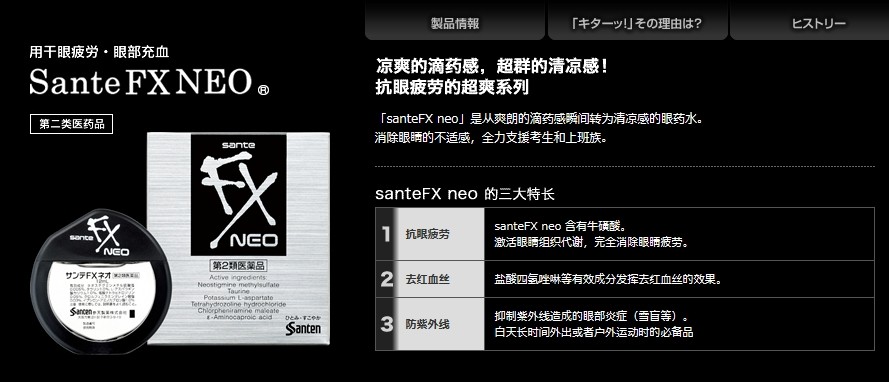 製品情報
「キターッ!」その理由は?
ヒストリー
用于眼疲劳・眼部充血
Sante FX NEO ®
第二类医药品
凉爽的滴药感，超群的清凉感！
抗眼疲劳的超爽系列
「santeFX neo」是从爽朗的滴药感瞬间转为清凉感的眼药水。
消除眼睛的不适感，全力支援考生和上班族。
sante
FX
NEO
第2類医薬品
Active ingredients:
Neostigmine methylsulfate
Taurine
Potassium L-aspartate
Tetrahydrozoline hydrochloride
Chlorpheniramine maleate
ε-Aminocaproic acid
ひとみ・すこやか
Santen
sante
FX
NEO
サンテFXネオ 第2類医薬品
12mL
Santen 参天製薬株式会社
santeFX neo 的三大特长
1 抗眼疲劳
santeFX neo 含有牛磺酸。
激活眼睛组织代谢，完全消除眼睛疲劳。
2 去红血丝
盐酸四氢唑啉等有效成分发挥去红血丝的效果。
3 防紫外线
抑制紫外线造成的眼部炎症（雪盲等）。
白天长时间外出或者户外运动时的必备品